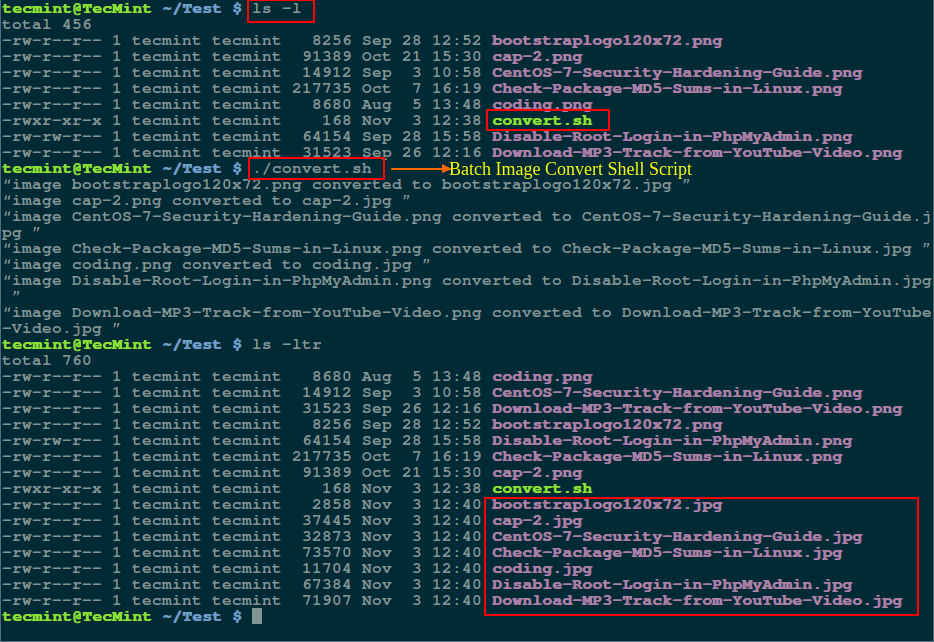 tecmint@TecMint ~/Test $ ls -l
total 456
-rw-r--r-- 1 tecmint tecmint   8256 Sep 28 12:52 bootstraplogo120x72.png
-rw-r--r-- 1 tecmint tecmint  91389 Oct 21 15:30 cap-2.png
-rw-r--r-- 1 tecmint tecmint  14912 Sep  3 10:58 CentOS-7-Security-Hardening-Guide.png
-rw-r--r-- 1 tecmint tecmint 217735 Oct  7 16:19 Check-Package-MD5-Sums-in-Linux.png
-rw-r--r-- 1 tecmint tecmint   8680 Aug  5 13:48 coding.png
-rwxr-xr-x 1 tecmint tecmint    168 Nov  3 12:38 convert.sh
-rw-rw-r-- 1 tecmint tecmint  64154 Sep 28 15:58 Disable-Root-Login-in-PhpMyAdmin.png
-rw-r--r-- 1 tecmint tecmint  31523 Sep 26 12:16 Download-MP3-Track-from-YouTube-Video.png
tecmint@TecMint ~/Test $ ./convert.sh Batch Image Convert Shell Script
“image bootstraplogo120x72.png converted to bootstraplogo120x72.jpg ”
“image cap-2.png converted to cap-2.jpg ”
“image CentOS-7-Security-Hardening-Guide.png converted to CentOS-7-Security-Hardening-Guide.j
pg ”
“image Check-Package-MD5-Sums-in-Linux.png converted to Check-Package-MD5-Sums-in-Linux.jpg ”
“image coding.png converted to coding.jpg ”
“image Disable-Root-Login-in-PhpMyAdmin.png converted to Disable-Root-Login-in-PhpMyAdmin.jpg
”
“image Download-MP3-Track-from-YouTube-Video.png converted to Download-MP3-Track-from-YouTube
-Video.jpg ”
tecmint@TecMint ~/Test $ ls -ltr
total 760
-rw-r--r-- 1 tecmint tecmint   8680 Aug  5 13:48 coding.png
-rw-r--r-- 1 tecmint tecmint  14912 Sep  3 10:58 CentOS-7-Security-Hardening-Guide.png
-rw-r--r-- 1 tecmint tecmint  31523 Sep 26 12:16 Download-MP3-Track-from-YouTube-Video.png
-rw-r--r-- 1 tecmint tecmint   8256 Sep 28 12:52 bootstraplogo120x72.png
-rw-rw-r-- 1 tecmint tecmint  64154 Sep 28 15:58 Disable-Root-Login-in-PhpMyAdmin.png
-rw-r--r-- 1 tecmint tecmint 217735 Oct  7 16:19 Check-Package-MD5-Sums-in-Linux.png
-rw-r--r-- 1 tecmint tecmint  91389 Oct 21 15:30 cap-2.png
-rwxr-xr-x 1 tecmint tecmint    168 Nov  3 12:38 convert.sh
-rw-r--r-- 1 tecmint tecmint   2858 Nov  3 12:40 bootstraplogo120x72.jpg
-rw-r--r-- 1 tecmint tecmint  37445 Nov  3 12:40 cap-2.jpg
-rw-r--r-- 1 tecmint tecmint  32873 Nov  3 12:40 CentOS-7-Security-Hardening-Guide.jpg
-rw-r--r-- 1 tecmint tecmint  73570 Nov  3 12:40 Check-Package-MD5-Sums-in-Linux.jpg
-rw-r--r-- 1 tecmint tecmint  11704 Nov  3 12:40 coding.jpg
-rw-r--r-- 1 tecmint tecmint  67384 Nov  3 12:40 Disable-Root-Login-in-PhpMyAdmin.jpg
-rw-r--r-- 1 tecmint tecmint  71907 Nov  3 12:40 Download-MP3-Track-from-YouTube-Video.jpg
tecmint@TecMint ~/Test $